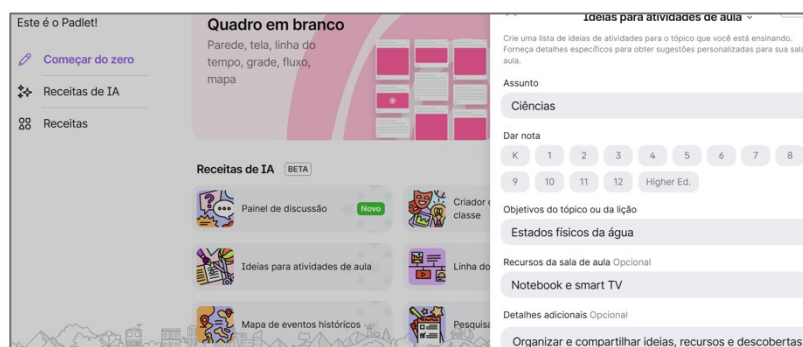 Este é o Padlet!
Começar do zero
Receitas de IA
Receitas
Quadro em branco
Parede, tela, linha do
tempo, grade, fluxo,
mapa
Receitas de IA BETA
Painel de discussão Novo
Criador
classe
Ideias para atividades de aula
Linha do
Mapa de eventos históricos
Pesquisa
Ideias para atividades de aula
Crie uma lista de ideias de atividades para o tópico que você está ensinando.
Forneça detalhes específicos para obter sugestões personalizadas para sua sala
aula.
Assunto
Ciências
Dar nota
K 1 2 3 4 5 6 7 8
9 10 11 12 Higher Ed.
Objetivos do tópico ou da lição
Estados físicos da água
Recursos da sala de aula Opcional
Notebook e smart TV
Detalhes adicionais Opcional
Organizar e compartilhar ideias, recursos e descobertas